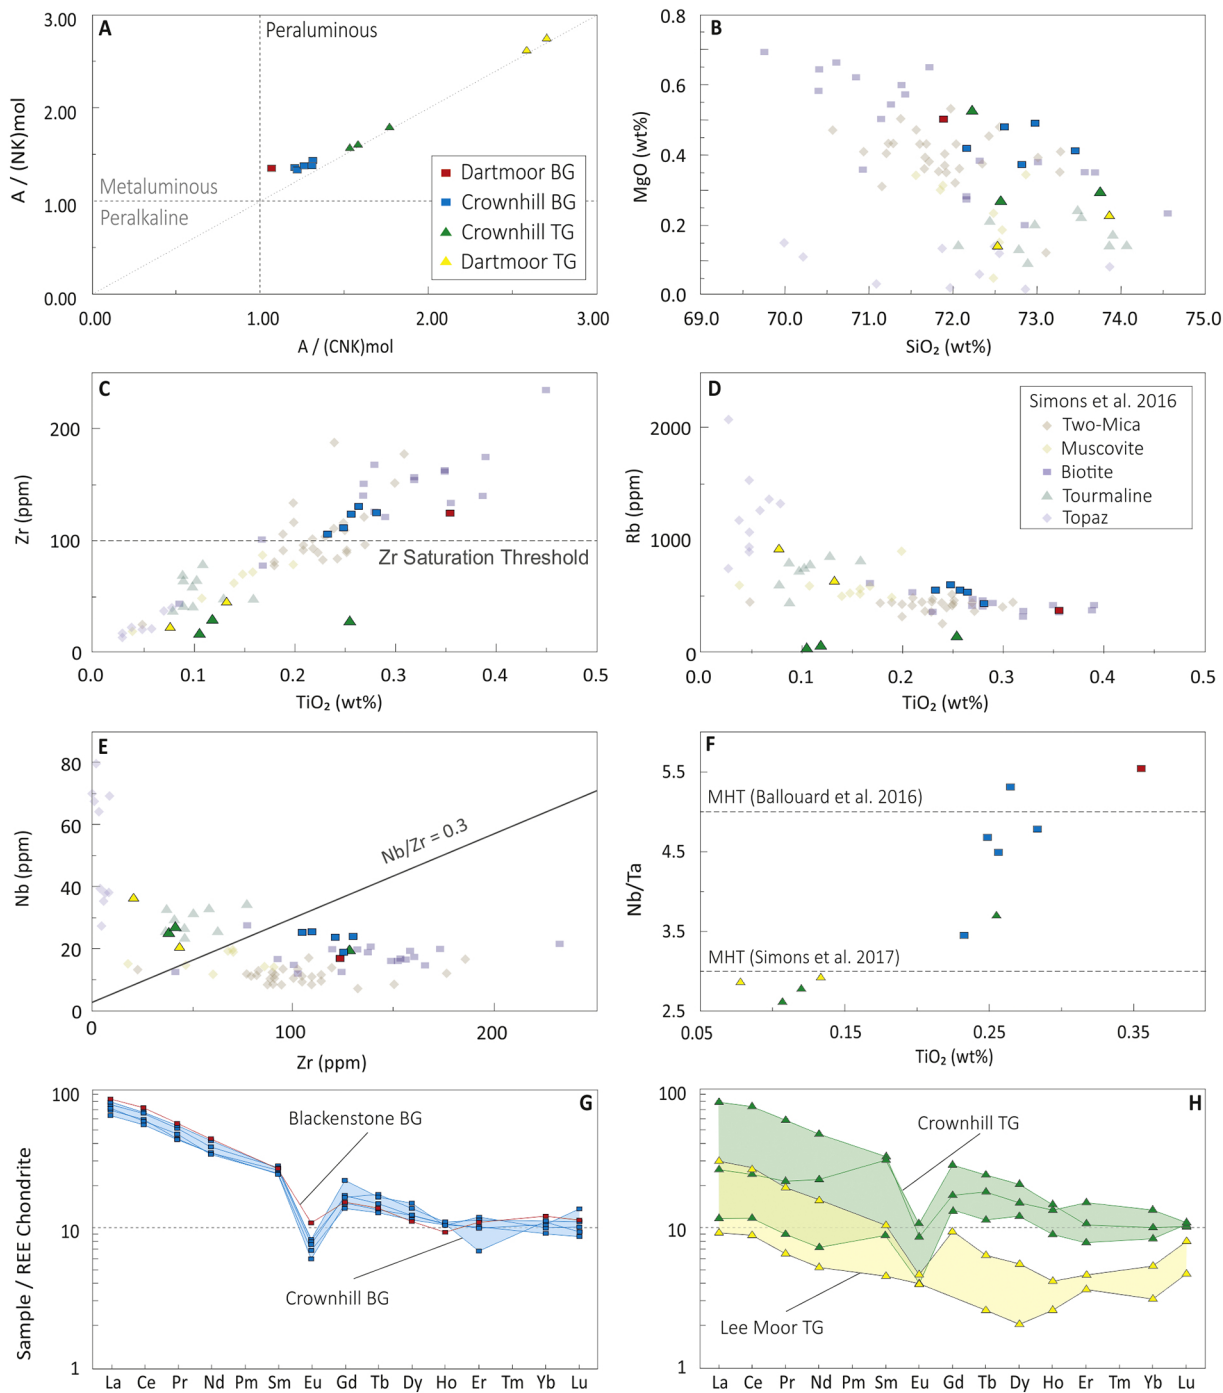 A
3.00
2.00
1.00
0.00
A / (NK)mol
Peraluminous
Metaluminous
Peralkaline
Dartmoor BG
Crownhill BG
Crownhill TG
Dartmoor TG
0.00
1.00
2.00
3.00
A / (CNK)mol
B
0.8
0.6
0.4
0.2
0.0
MgO (wt%)
69.0
70.0
71.0
72.0
73.0
74.0
75.0
SiO₂ (wt%)
C
200
100
0
Zr (ppm)
Zr Saturation Threshold
0.0
0.1
0.2
0.3
0.4
0.5
TiO₂ (wt%)
D
2000
1000
0
Rb (ppm)
Simons et al. 2016
Two-Mica
Muscovite
Biotite
Tourmaline
Topaz
0.0
0.1
0.2
0.3
0.4
0.5
TiO₂ (wt%)
E
80
60
40
20
0
Nb (ppm)
Nb/Zr = 0.3
0
100
200
Zr (ppm)
F
5.5
4.5
3.5
2.5
Nb/Ta
MHT (Ballouard et al. 2016)
MHT (Simons et al. 2017)
0.05
0.15
0.25
0.35
TiO₂ (wt%)
G
100
10
1
Sample / REE Chondrite
Blackenstone BG
Crownhill BG
La Ce Pr Nd Pm Sm Eu Gd Tb Dy Ho Er Tm Yb Lu
H
100
10
1
Crownhill TG
Lee Moor TG
La Ce Pr Nd Pm Sm Eu Gd Tb Dy Ho Er Tm Yb Lu